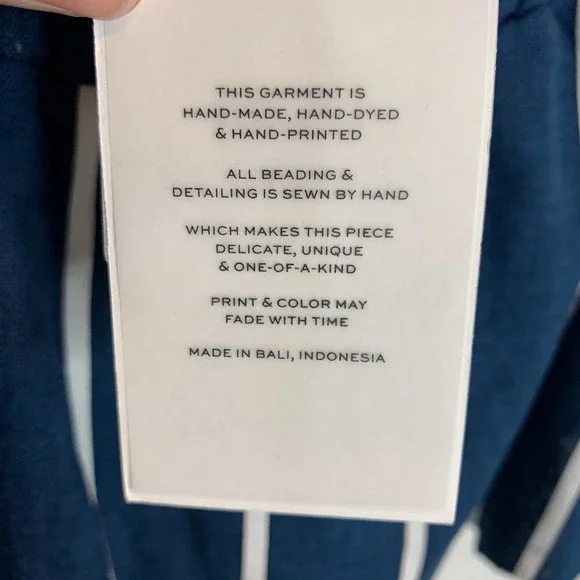 THIS GARMENT IS
HAND-MADE, HAND-DYED
& HAND-PRINTED
ALL BEADING &
DETAILING IS SEWN BY HAND
WHICH MAKES THIS PIECE
DELICATE, UNIQUE
& ONE-OF-A-KIND
PRINT & COLOR MAY
FADE WITH TIME
MADE IN BALI, INDONESIA